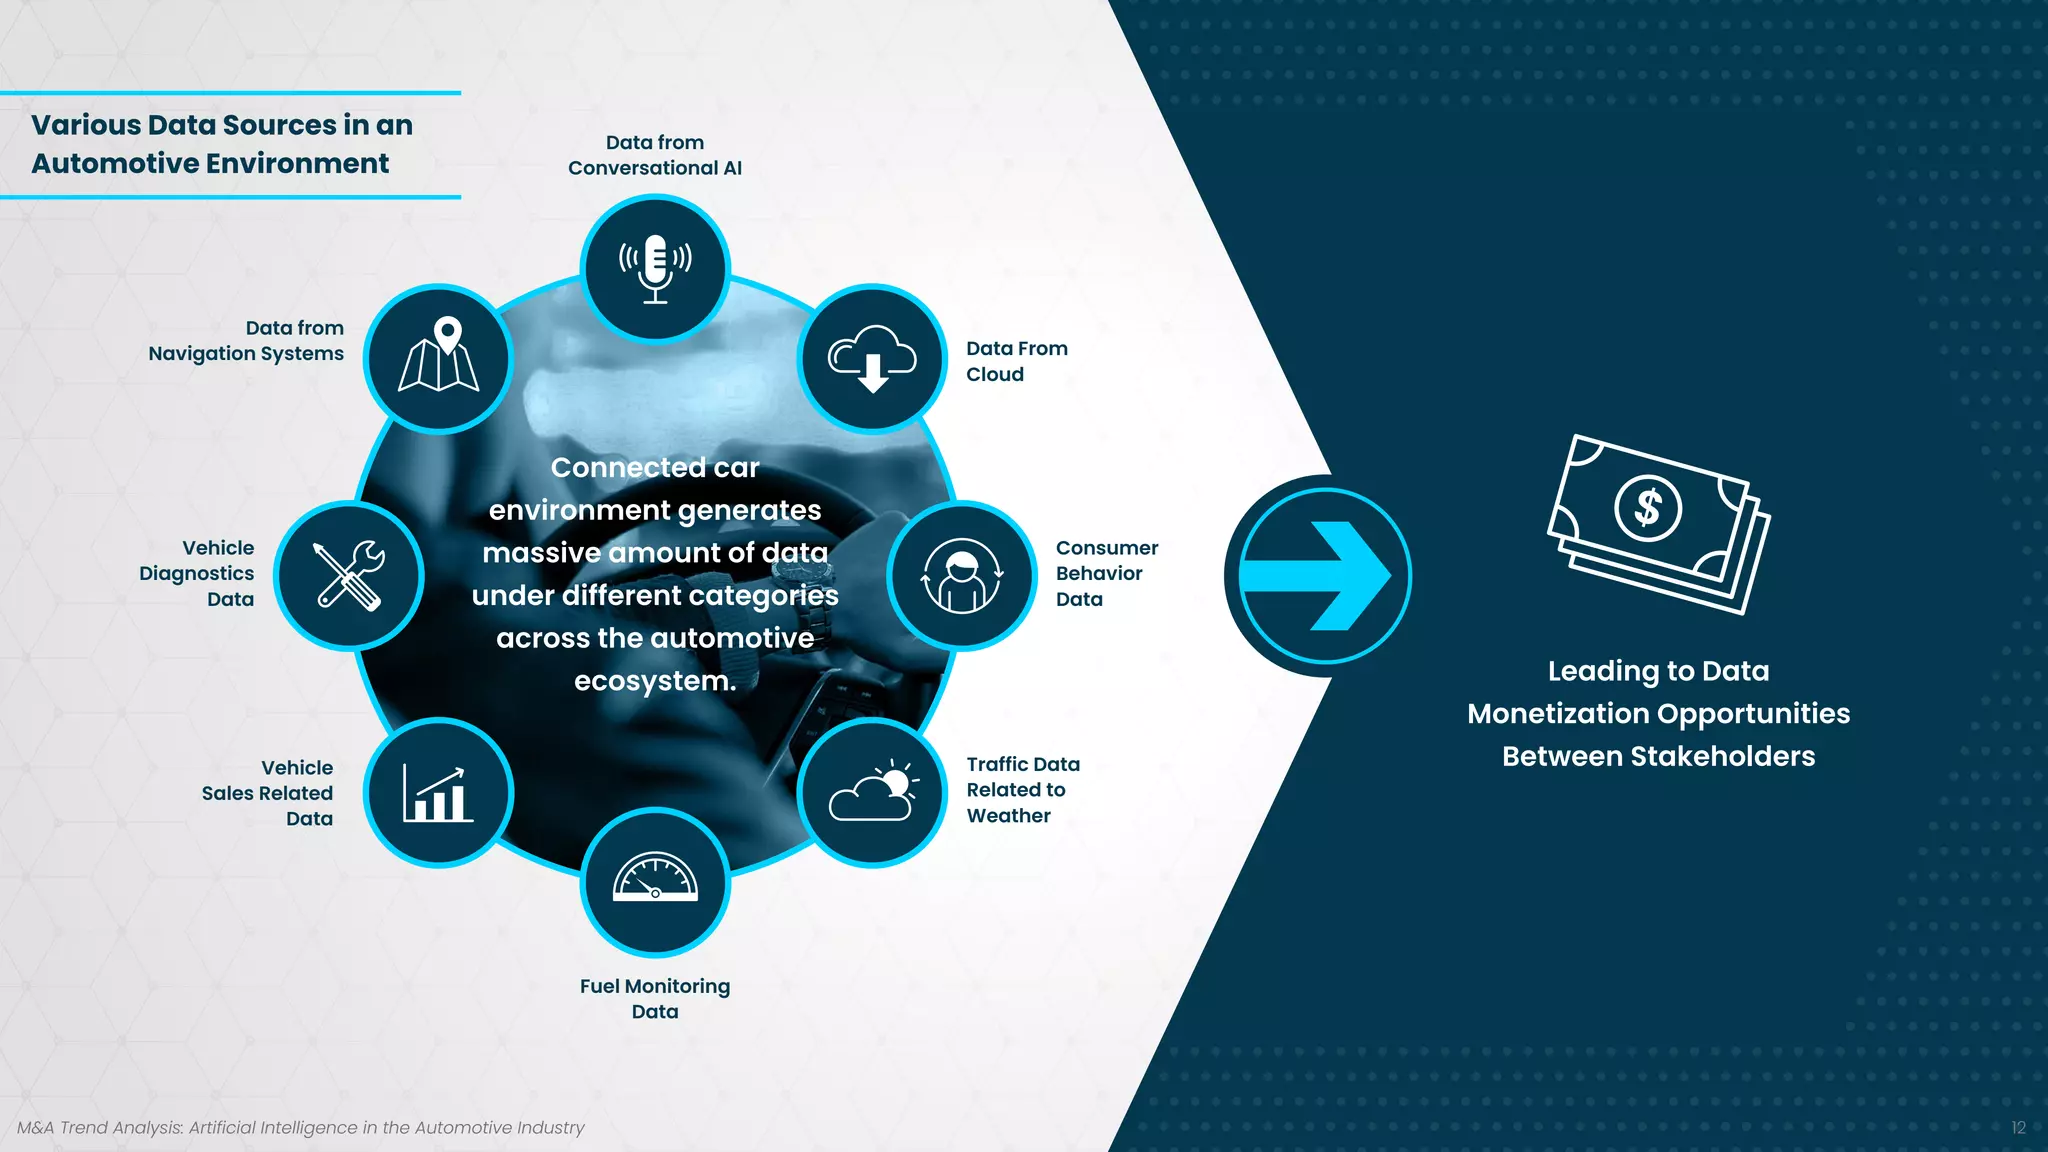 Various Data Sources in an
Automotive Environment
Data from
Conversational AI
Data from
Navigation Systems
Data From
Cloud
Connected car
environment generates
massive amount of data
under different categories
across the automotive
ecosystem.
Vehicle
Diagnostics
Data
Consumer
Behavior
Data
$
Leading to Data
Monetization Opportunities
Between Stakeholders
Vehicle
Sales Related
Data
Traffic Data
Related to
Weather
Fuel Monitoring
Data
M&A Trend Analysis: Artificial Intelligence in the Automotive Industry
12